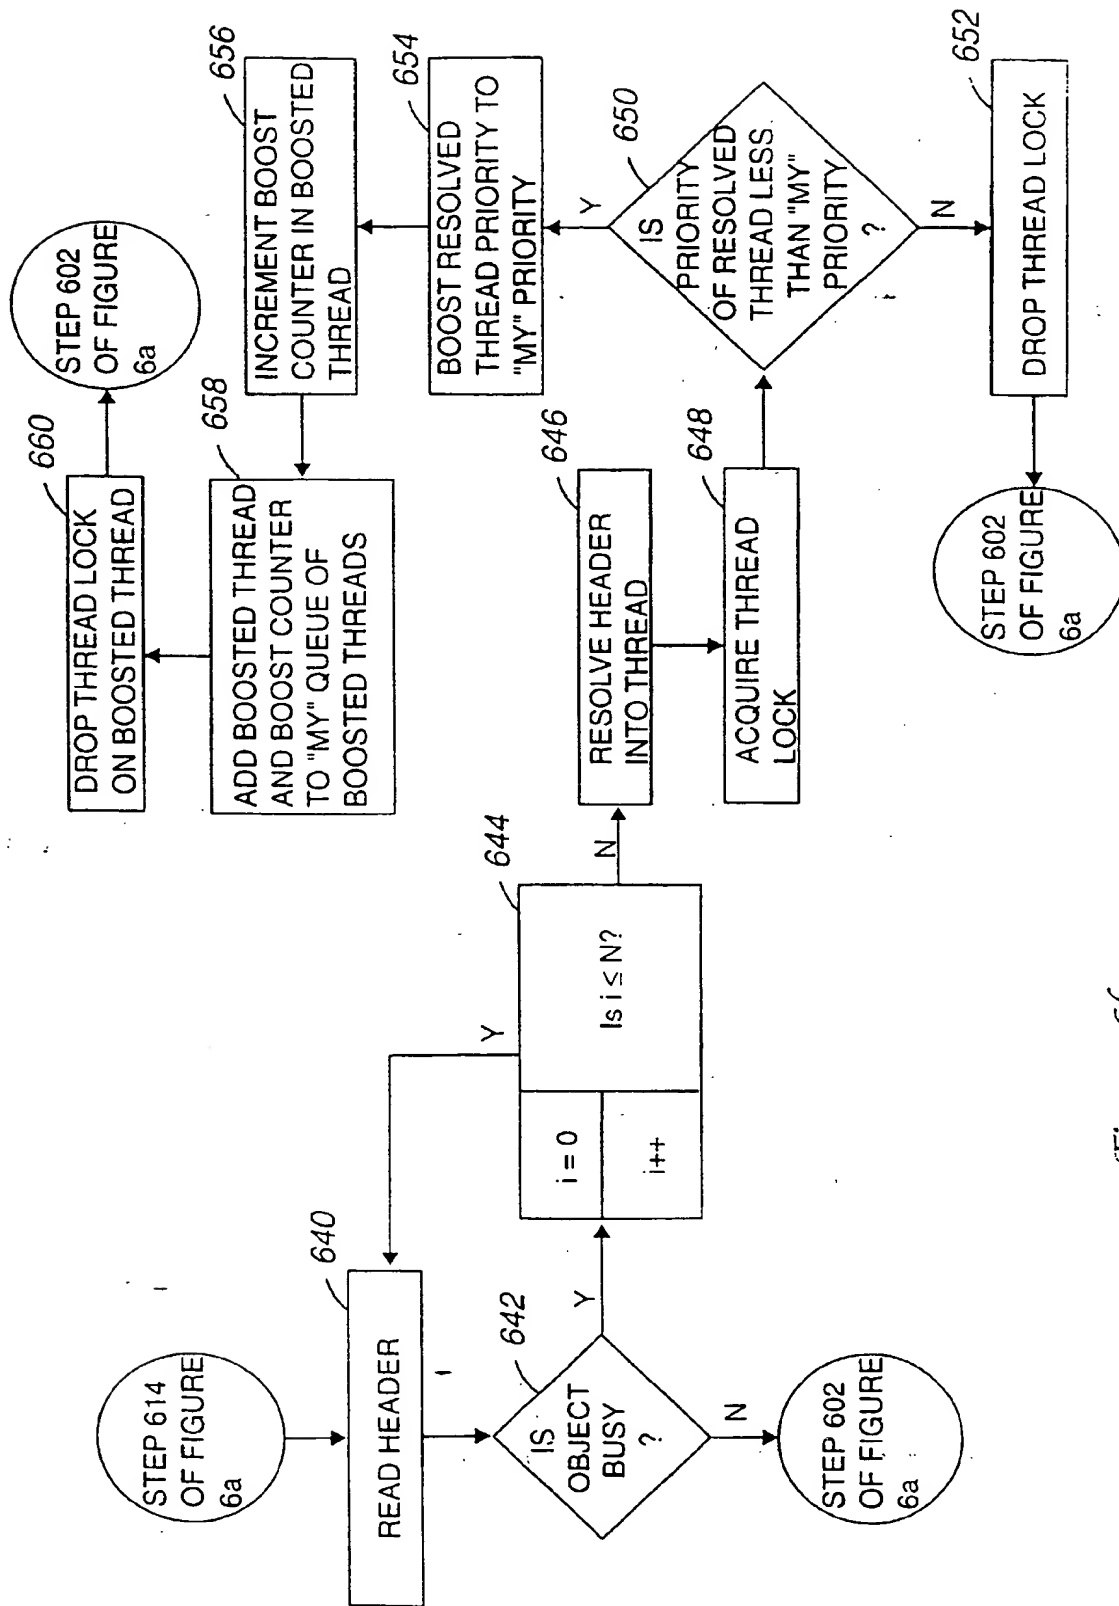 STEP 614
OF FIGURE
6a
640
READ HEADER
642
IS
OBJECT
BUSY
?
Y
N
STEP 602
OF FIGURE
6a
644
i = 0
i++
Is i ≤ N?
Y
N
646
RESOLVE HEADER
INTO THREAD
648
ACQUIRE THREAD
LOCK
650
IS
PRIORITY
OF RESOLVED
THREAD LESS
THAN "MY"
PRIORITY
?
Y
N
652
DROP THREAD LOCK
STEP 602
OF FIGURE
6a
654
BOOST RESOLVED
THREAD PRIORITY TO
"MY" PRIORITY
656
INCREMENT BOOST
COUNTER IN BOOSTED
THREAD
658
ADD BOOSTED THREAD
AND BOOST COUNTER
TO "MY" QUEUE OF
BOOSTED THREADS
660
DROP THREAD LOCK
ON BOOSTED THREAD
STEP 602
OF FIGURE
6a